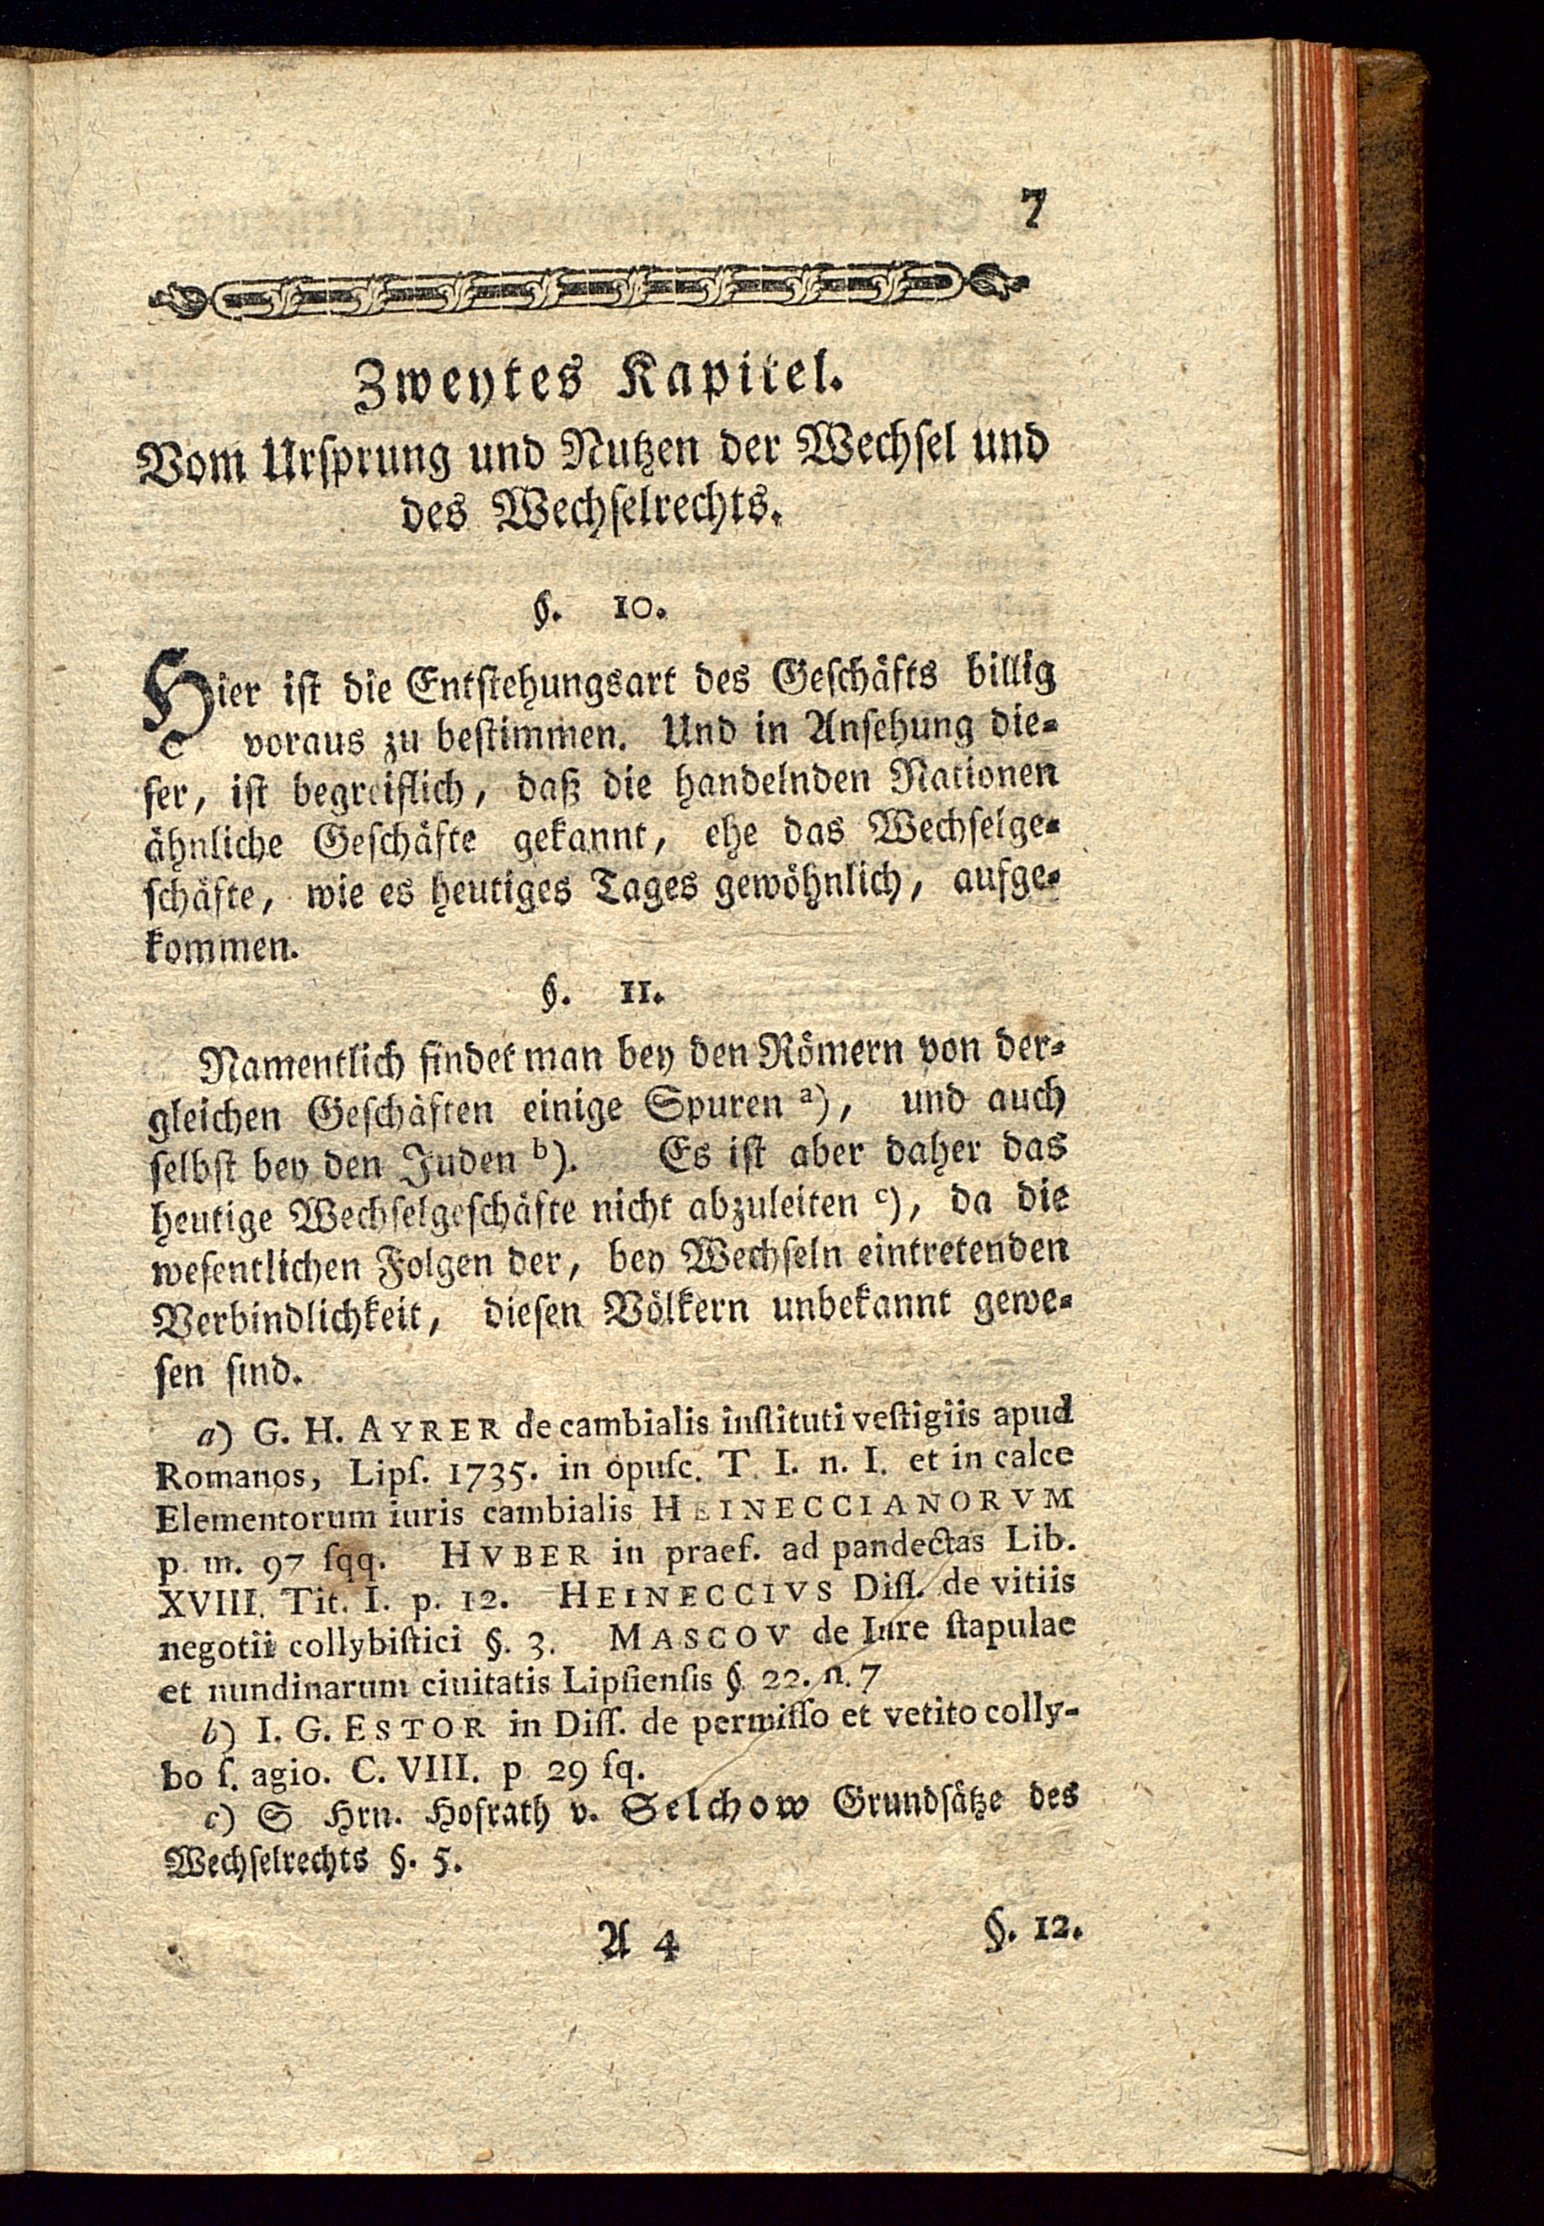 7
Zweytes Kapitel.
Vom Ursprung und Nutzen der Wechsel und
des Wechselrechts.
§. 10.
Hier ist die Entstehungsart des Geschäfts billig
voraus zu bestimmen. Und in Ansehung die-
ser, ist begreiflich, daß die handelnden Nationen
ähnliche Geschäfte gekannt, ehe das Wechselge-
schäfte, wie es heutiges Tages gewöhnlich, aufge-
kommen.
§. 11.
Namentlich findet man bey den Römern von der-
gleichen Geschäften einige Spuren a), und auch
selbst bey den Juden b). Es ist aber daher das
heutige Wechselgeschäfte nicht abzuleiten c), da die
wesentlichen Folgen der, bey Wechseln eintretenden
Verbindlichkeit, diesen Völkern unbekannt gewe-
sen sind.
a) G. H. AYRER de cambialis instituti vestigiis apud
Romanos, Lipſ. 1735. in opuſc. T. I. n. I. et in calce
Elementorum iuris cambialis HEINECCIANORVM
p. m. 97 ſqq. HVBER in praef. ad pandectas Lib.
XVIII. Tit. I. p. 12. HEINECCIVS Diſſ. de vitiis
negotii collybiſtici §. 3. MASCOV de Iure ſtapulae
et nundinarum ciuitatis Lipſienſis §. 22. n. 7
b) I. G. ESTOR in Diſſ. de permiſſo et vetito colly-
bo ſ. agio. C. VIII. p 29 ſq.
c) S Hrn. Hofrath v. Selchow Grundsätze des
Wechselrechts §. 5.
A 4 §. 12.